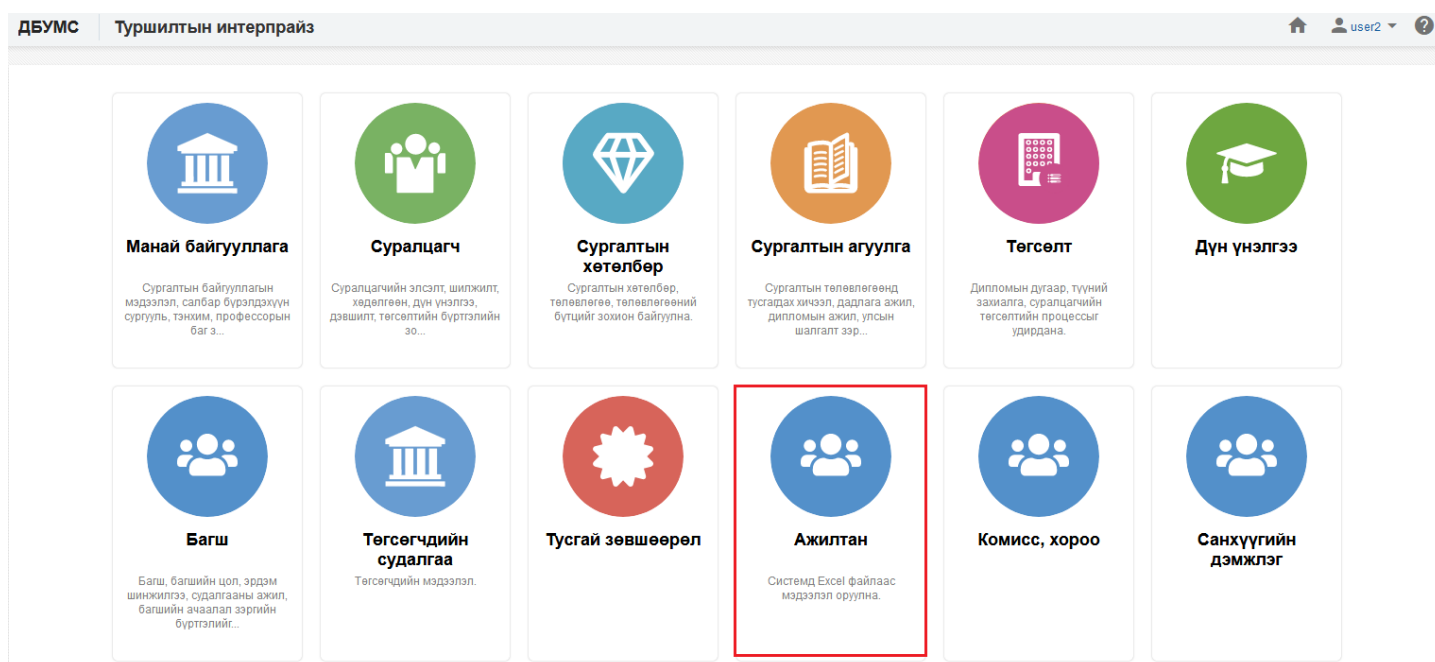 ДБУМС
Туршилтын интерпрайз
user2
Манай байгууллага
Сургалтын байгууллагын
мэдээлэл, салбар бүрэлдэхүүн
сургууль, тэнхим, профессорын
баг з...
Суралцагч
Суралцагчийн элсэлт, шилжилт,
хөдөлгөөн, дүн үнэлгээ,
дэвшилт, төгсөлтийн бүртгэлийн
зо...
Сургалтын
хөтөлбөр
Сургалтын хөтөлбөр,
төлөвлөгөө, төлөвлөгөөний
бүтцийг зохион байгуулна.
Сургалтын агуулга
Сургалтын төлөвлөгөөнд
тусгагдах хичээл, дадлага ажил,
дипломын ажил, улсын
шалгалт зэр...
Төгсөлт
Дипломын дугаар, түүний
захиалга, суралцагчийн
төгсөлтийн процессыг
удирдана.
Дүн үнэлгээ
Багш
Багш, багшийн цол, эрдэм
шинжилгээ, судалгааны ажил,
багшийн ачаалал зэргийн
бүртгэлийг...
Төгсөгчдийн
судалгаа
Төгсөгчдийн мэдээлэл.
Тусгай зөвшөөрөл
Ажилтан
Системд Excel файлаас
мэдээлэл оруулна.
Комисс, хороо
Санхүүгийн
дэмжлэг